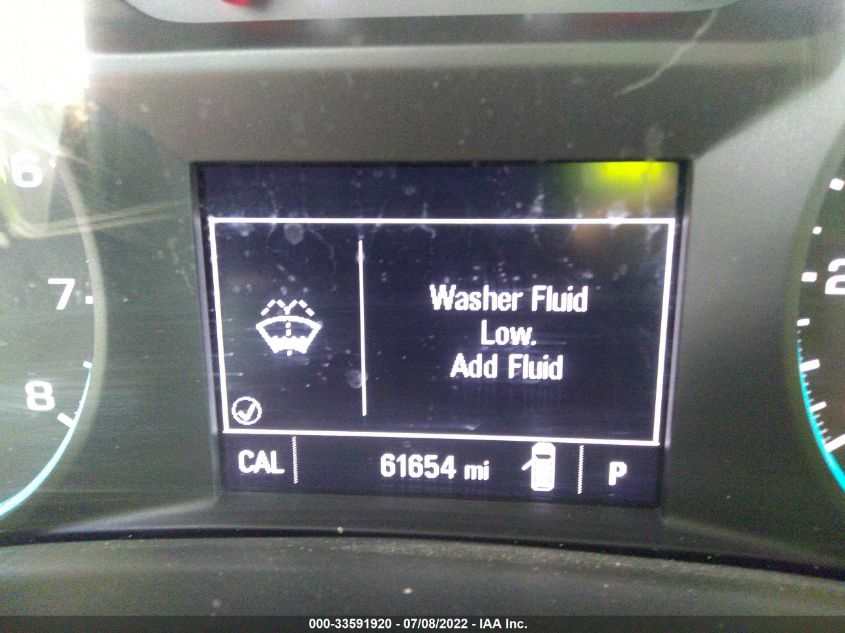 6
7
8
2
Washer Fluid
Low.
Add Fluid
CAL
61654 mi
P
000-33591920 - 07/08/2022 - IAA Inc.